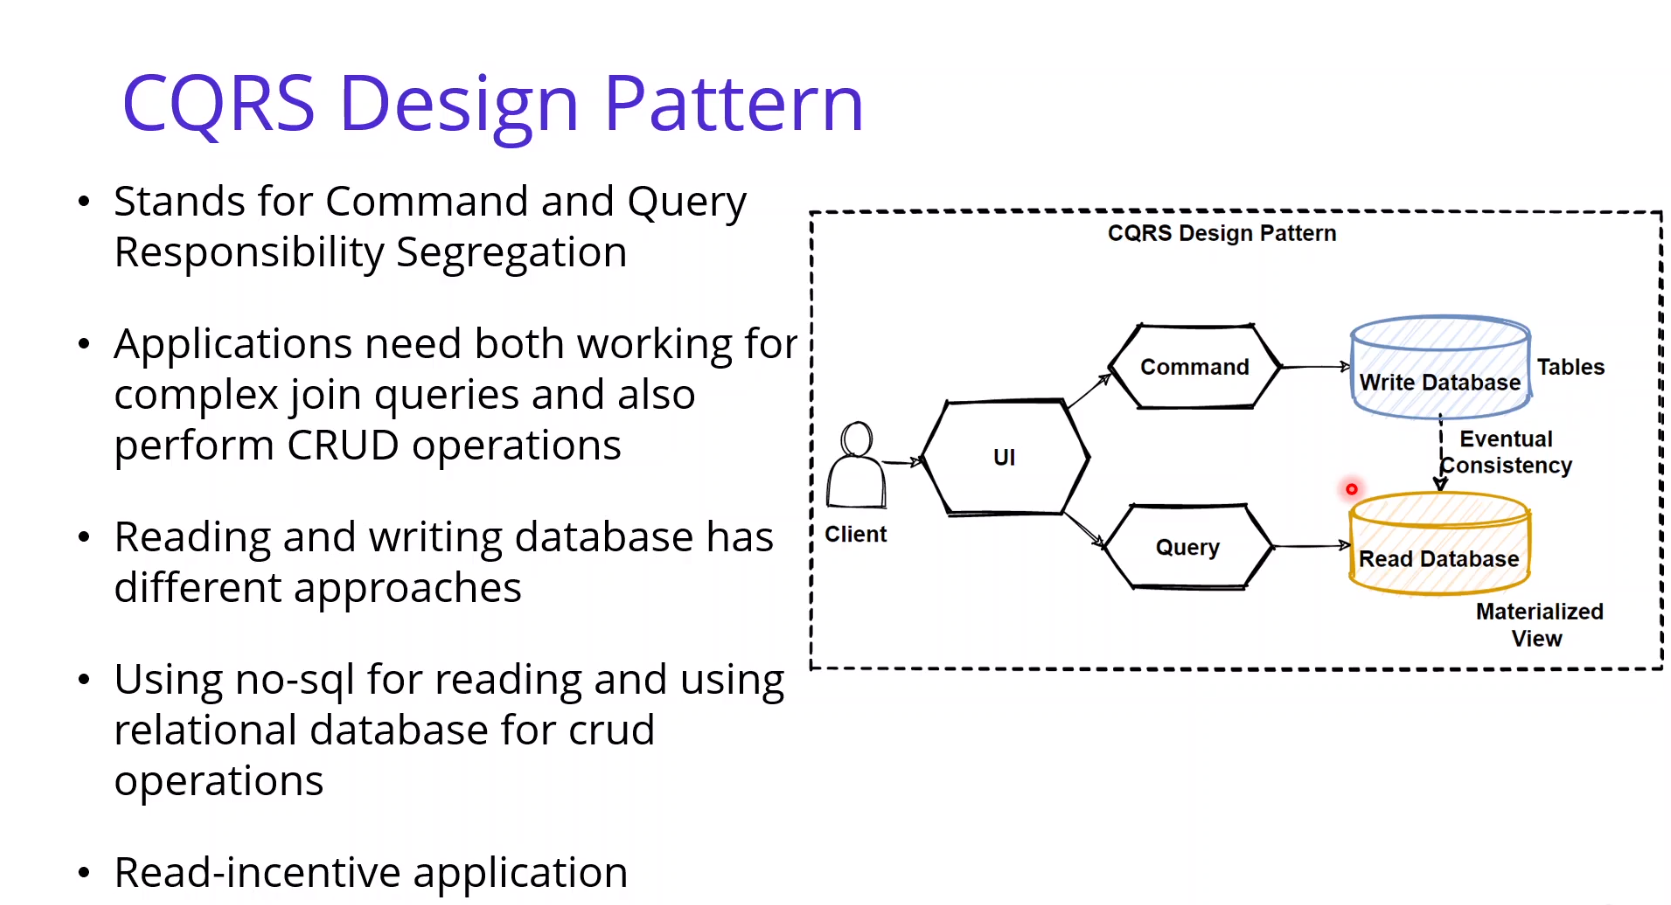 CQRS Design Pattern
• Stands for Command and Query
Responsibility Segregation
• Applications need both working for
complex join queries and also
perform CRUD operations
• Reading and writing database has
different approaches
• Using no-sql for reading and using
relational database for crud
operations
• Read-incentive application
CQRS Design Pattern
Client
UI
Command
Write Database
Tables
Eventual
Consistency
Query
Read Database
Materialized
View